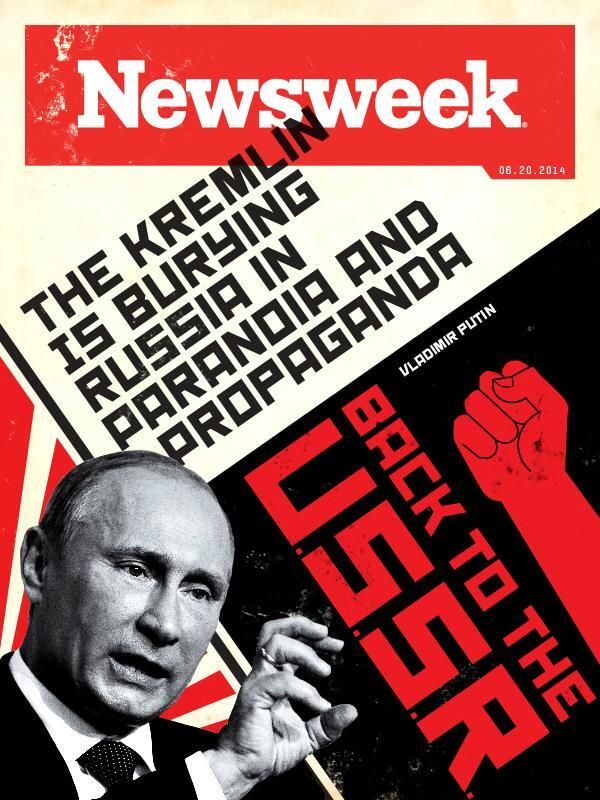 Newsweek
06.20.2014
THE KREMLIN
IS BURYING
RUSSIA IN
PARANOIA AND
PROPAGANDA
VLADIMIR PUTIN
BACK TO THE
U.S.S.R.